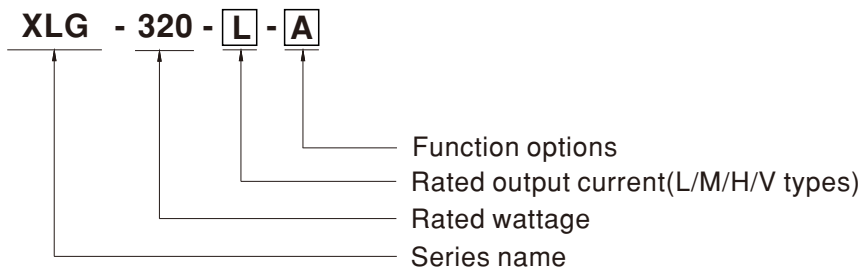 XLG - 320 - L - A
Function options
Rated output current(L/M/H/V types)
Rated wattage
Series name